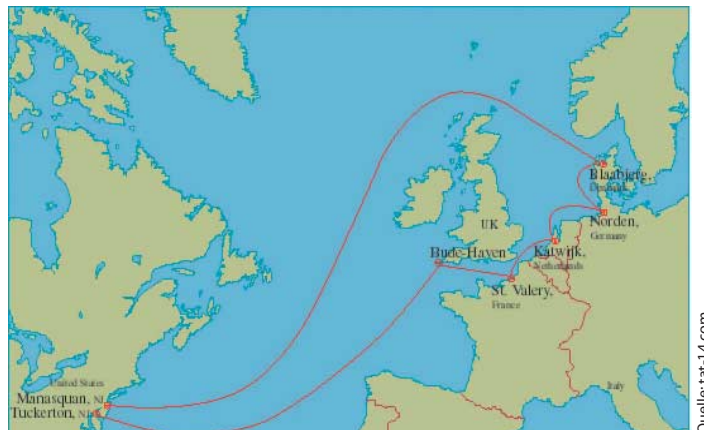 Blaabjerg,
Denmark
Norden,
Germany
UK
Bude-Haven
Katwijk,
Netherlands
St. Valery,
France
United States
Manasquan, NJ
Tuckerton, NJ
Italy
Quelle: tat-14.com